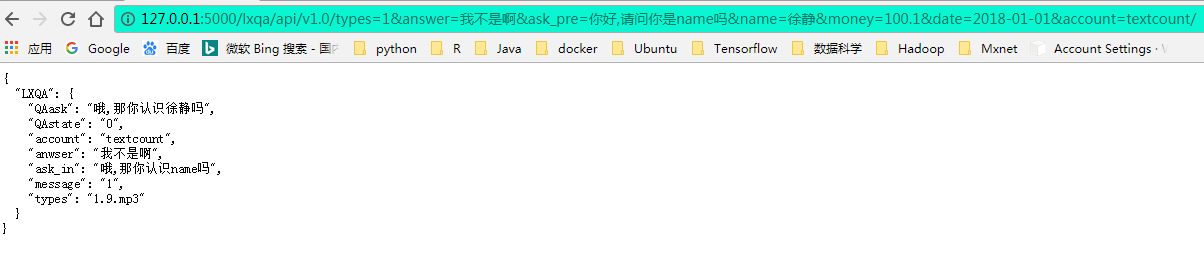 127.0.0.1:5000/lxqa/api/v1.0/types=1&answer=我不是啊&ask_pre=你好,请问你是name吗&name=徐静&money=100.1&date=2018-01-01&account=textcount/
应用 Google 百度 微软 Bing 搜索 - 国 python R Java docker Ubuntu Tensorflow 数据科学 Hadoop Mxnet Account Settings ·
{
"LXQA": {
"QAask": "哦,那你认识徐静吗",
"QAstate": "0",
"account": "textcount",
"anwser": "我不是啊",
"ask_in": "哦,那你认识name吗",
"message": "1",
"types": "1.9.mp3"
}
}